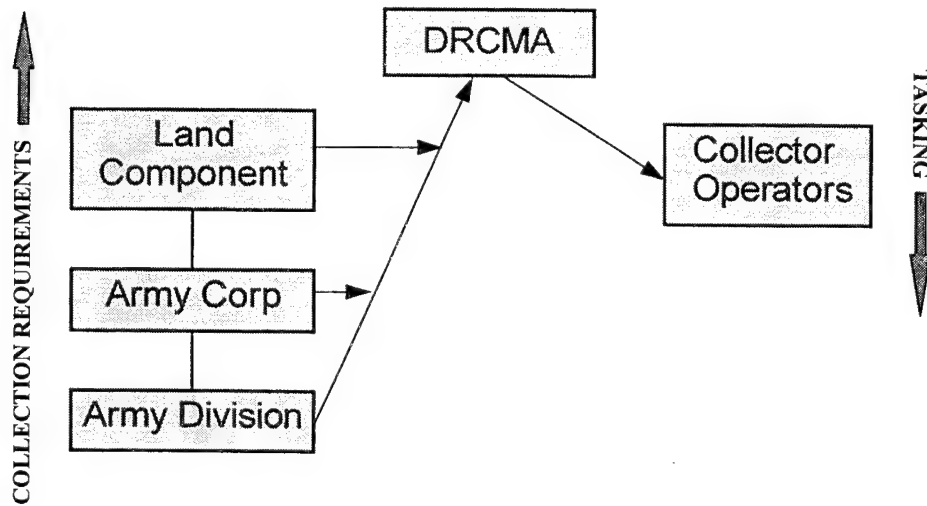 DRCMA
COLLECTION REQUIREMENTS
Land
Component
TASKING
Collector
Operators
Army Corp
Army Division